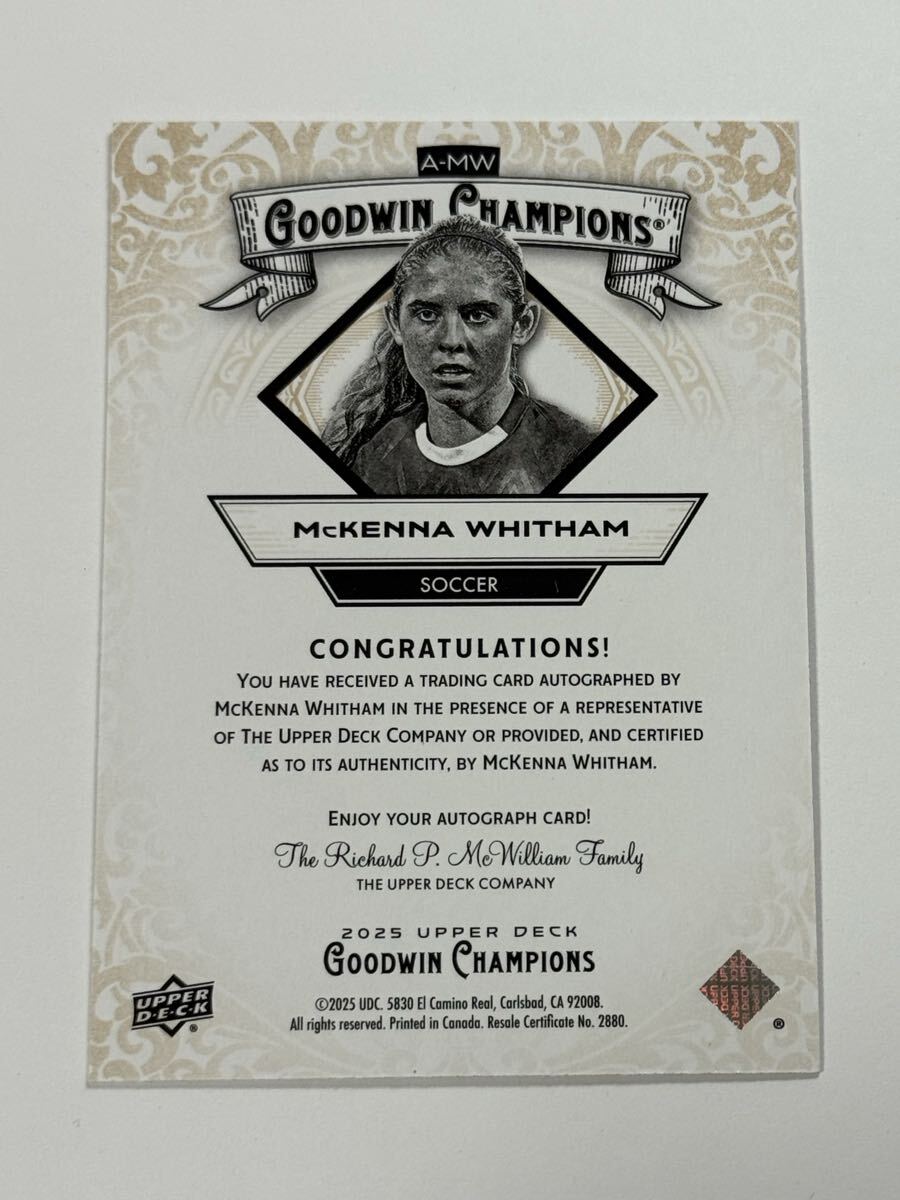 A-MW
GOODWIN CHAMPIONS®
McKENNA WHITHAM
SOCCER
CONGRATULATIONS!
YOU HAVE RECEIVED A TRADING CARD AUTOGRAPHED BY
MCKENNA WHITHAM IN THE PRESENCE OF A REPRESENTATIVE
OF THE UPPER DECK COMPANY OR PROVIDED, AND CERTIFIED
AS TO ITS AUTHENTICITY, BY MCKENNA WHITHAM.
ENJOY YOUR AUTOGRAPH CARD!
The Richard P. McWilliam Family
THE UPPER DECK COMPANY
2025 UPPER DECK
GOODWIN CHAMPIONS
©2025 UDC. 5830 El Camino Real, Carlsbad, CA 92008.
All rights reserved. Printed in Canada. Resale Certificate No. 2880.
UPPER
D·E·C·K
®
®